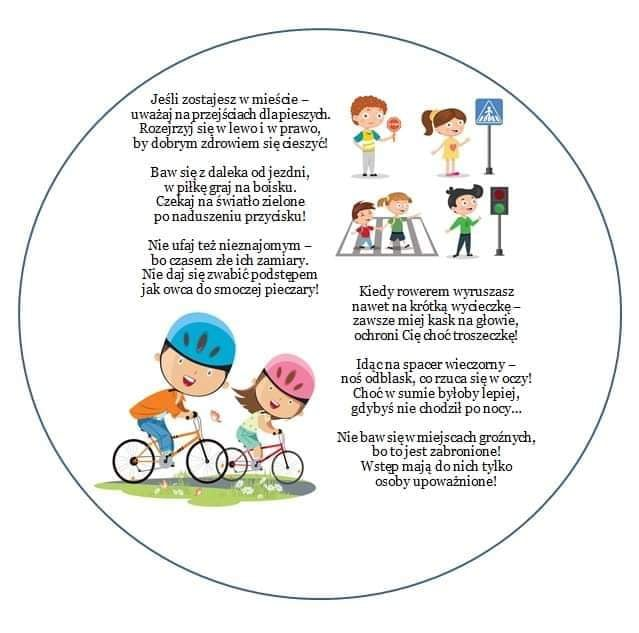 Jeśli zostajesz w mieście –
uważaj na przejściach dla pieszych.
Rozejrzyj się w lewo i w prawo,
by dobrym zdrowiem się cieszyć!
Baw się z daleka od jezdni,
w piłkę graj na boisku.
Czekaj na światło zielone
po naduszeniu przycisku!
Nie ufaj też nieznajomym –
bo czasem złe ich zamiary.
Nie daj się zwabić podstępem
jak owca do smoczej pieczary!
Kiedy rowerem wyruszasz
nawet na krótką wycieczkę –
zawsze miej kask na głowie,
ochroni Cię choć troszeczkę!
Idąc na spacer wieczorny –
noś odblask, co rzuca się w oczy!
Choć w sumie byłoby lepiej,
gdybyś nie chodził po nocy...
Nie baw się w miejscach groźnych,
bo to jest zabronione!
Wstęp mają do nich tylko
osoby upoważnione!